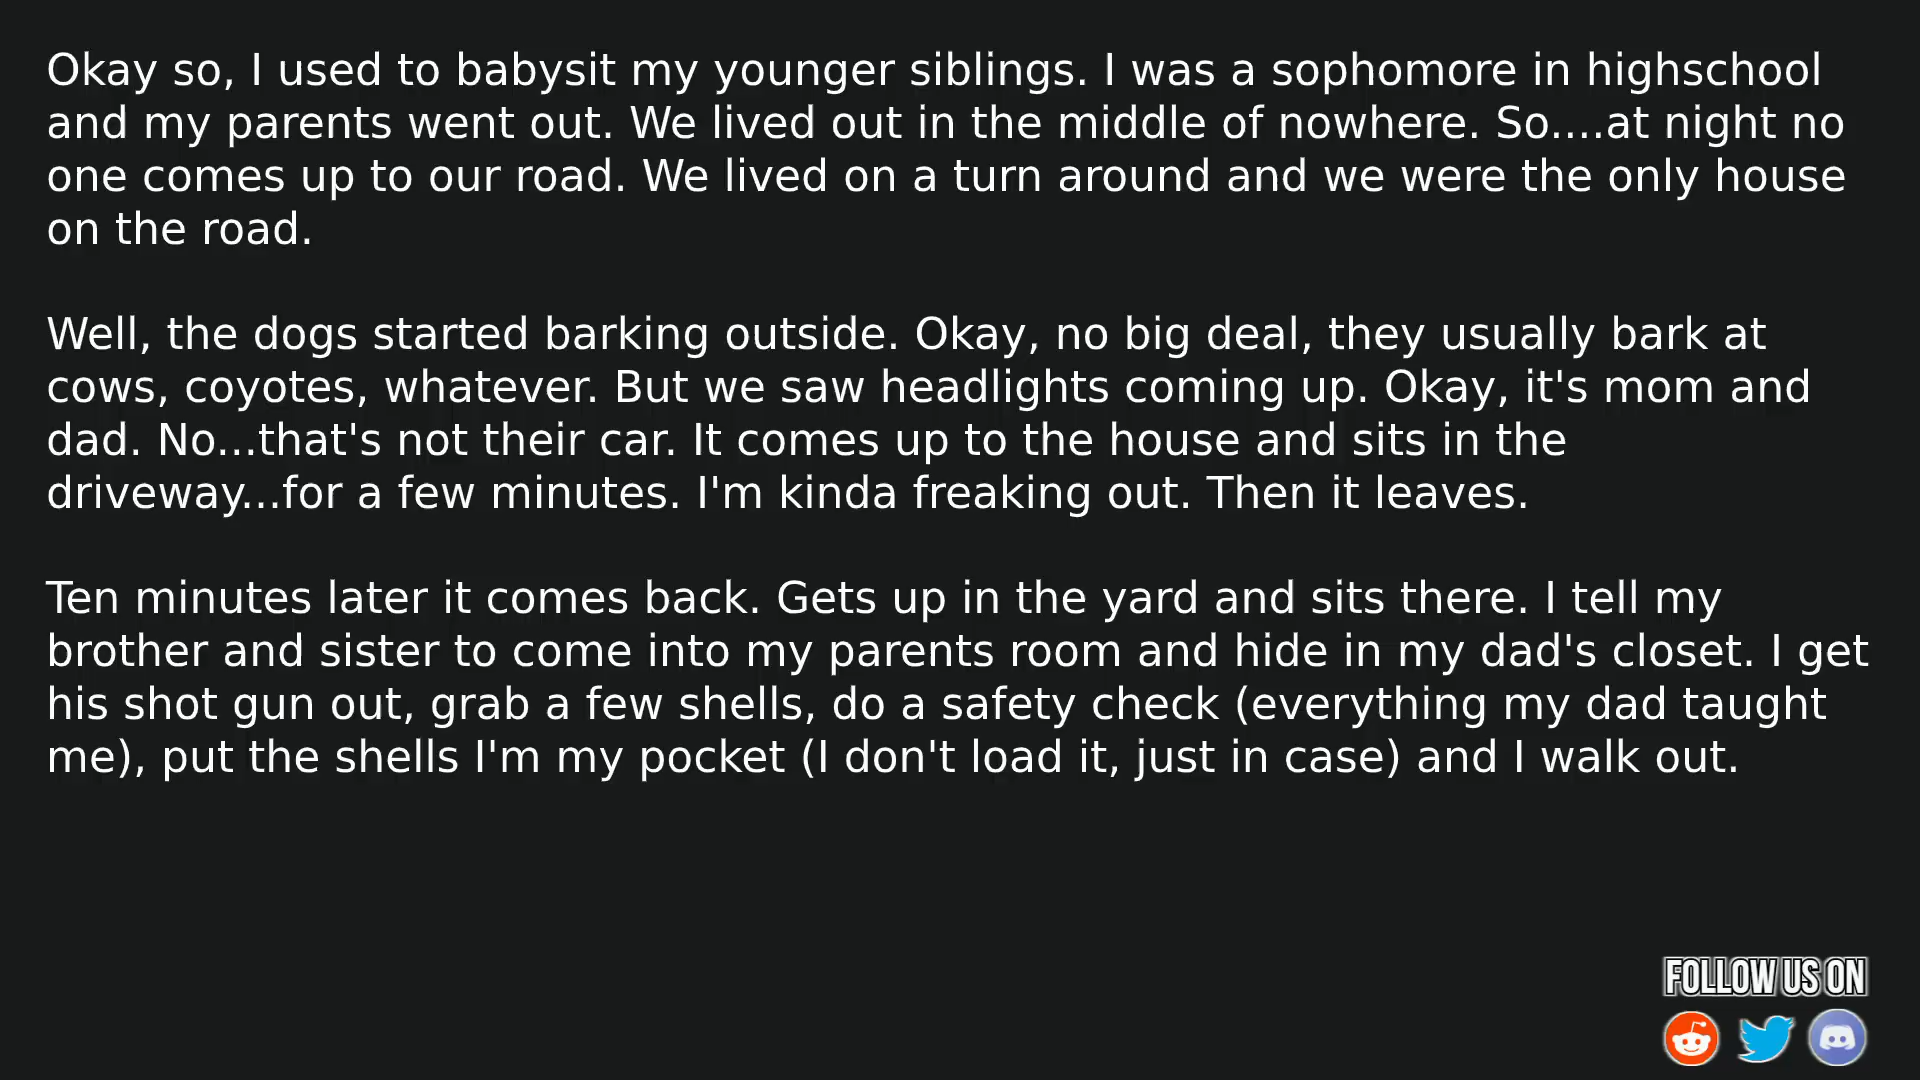 Okay so, I used to babysit my younger siblings. I was a sophomore in highschool
and my parents went out. We lived out in the middle of nowhere. So....at night no
one comes up to our road. We lived on a turn around and we were the only house
on the road.
Well, the dogs started barking outside. Okay, no big deal, they usually bark at
cows, coyotes, whatever. But we saw headlights coming up. Okay, it's mom and
dad. No...that's not their car. It comes up to the house and sits in the
driveway...for a few minutes. I'm kinda freaking out. Then it leaves.
Ten minutes later it comes back. Gets up in the yard and sits there. I tell my
brother and sister to come into my parents room and hide in my dad's closet. I get
his shot gun out, grab a few shells, do a safety check (everything my dad taught
me), put the shells I'm my pocket (I don't load it, just in case) and I walk out.
FOLLOW US ON